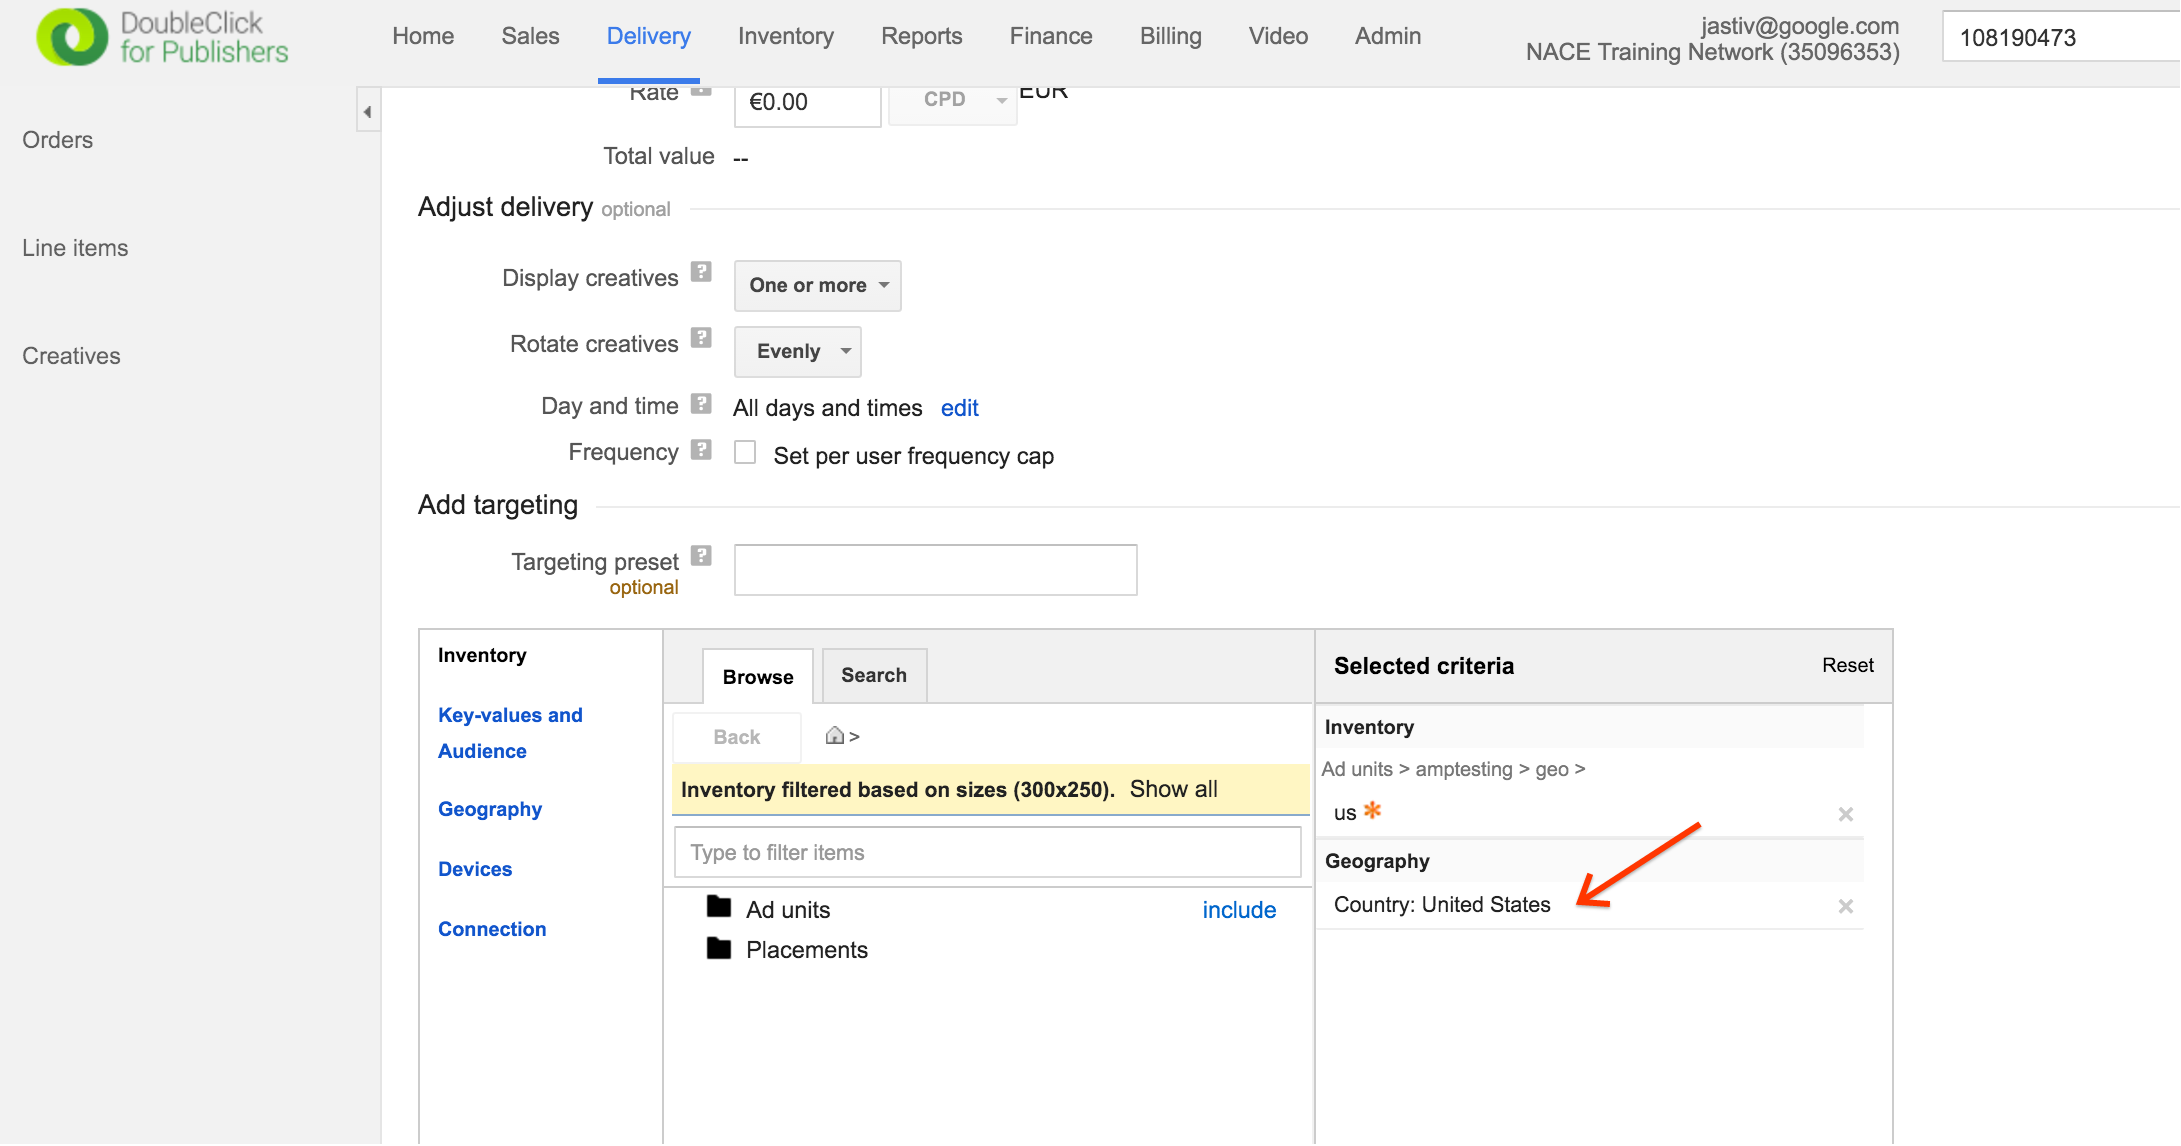 DoubleClick
for Publishers
Home Sales Delivery Inventory Reports Finance Billing Video Admin
jastiv@google.com
NACE Training Network (35096353)
108190473
Orders
Line items
Creatives
Rate €0.00 CPD EUR
Total value --
Adjust delivery optional
Display creatives ? One or more
Rotate creatives ? Evenly
Day and time ? All days and times edit
Frequency ? Set per user frequency cap
Add targeting
Targeting preset ?
optional
Inventory
Key-values and
Audience
Geography
Devices
Connection
Browse Search
Back >
Inventory filtered based on sizes (300x250). Show all
Type to filter items
Ad units include
Placements
Selected criteria Reset
Inventory
Ad units > amptesting > geo >
us
Geography
Country: United States